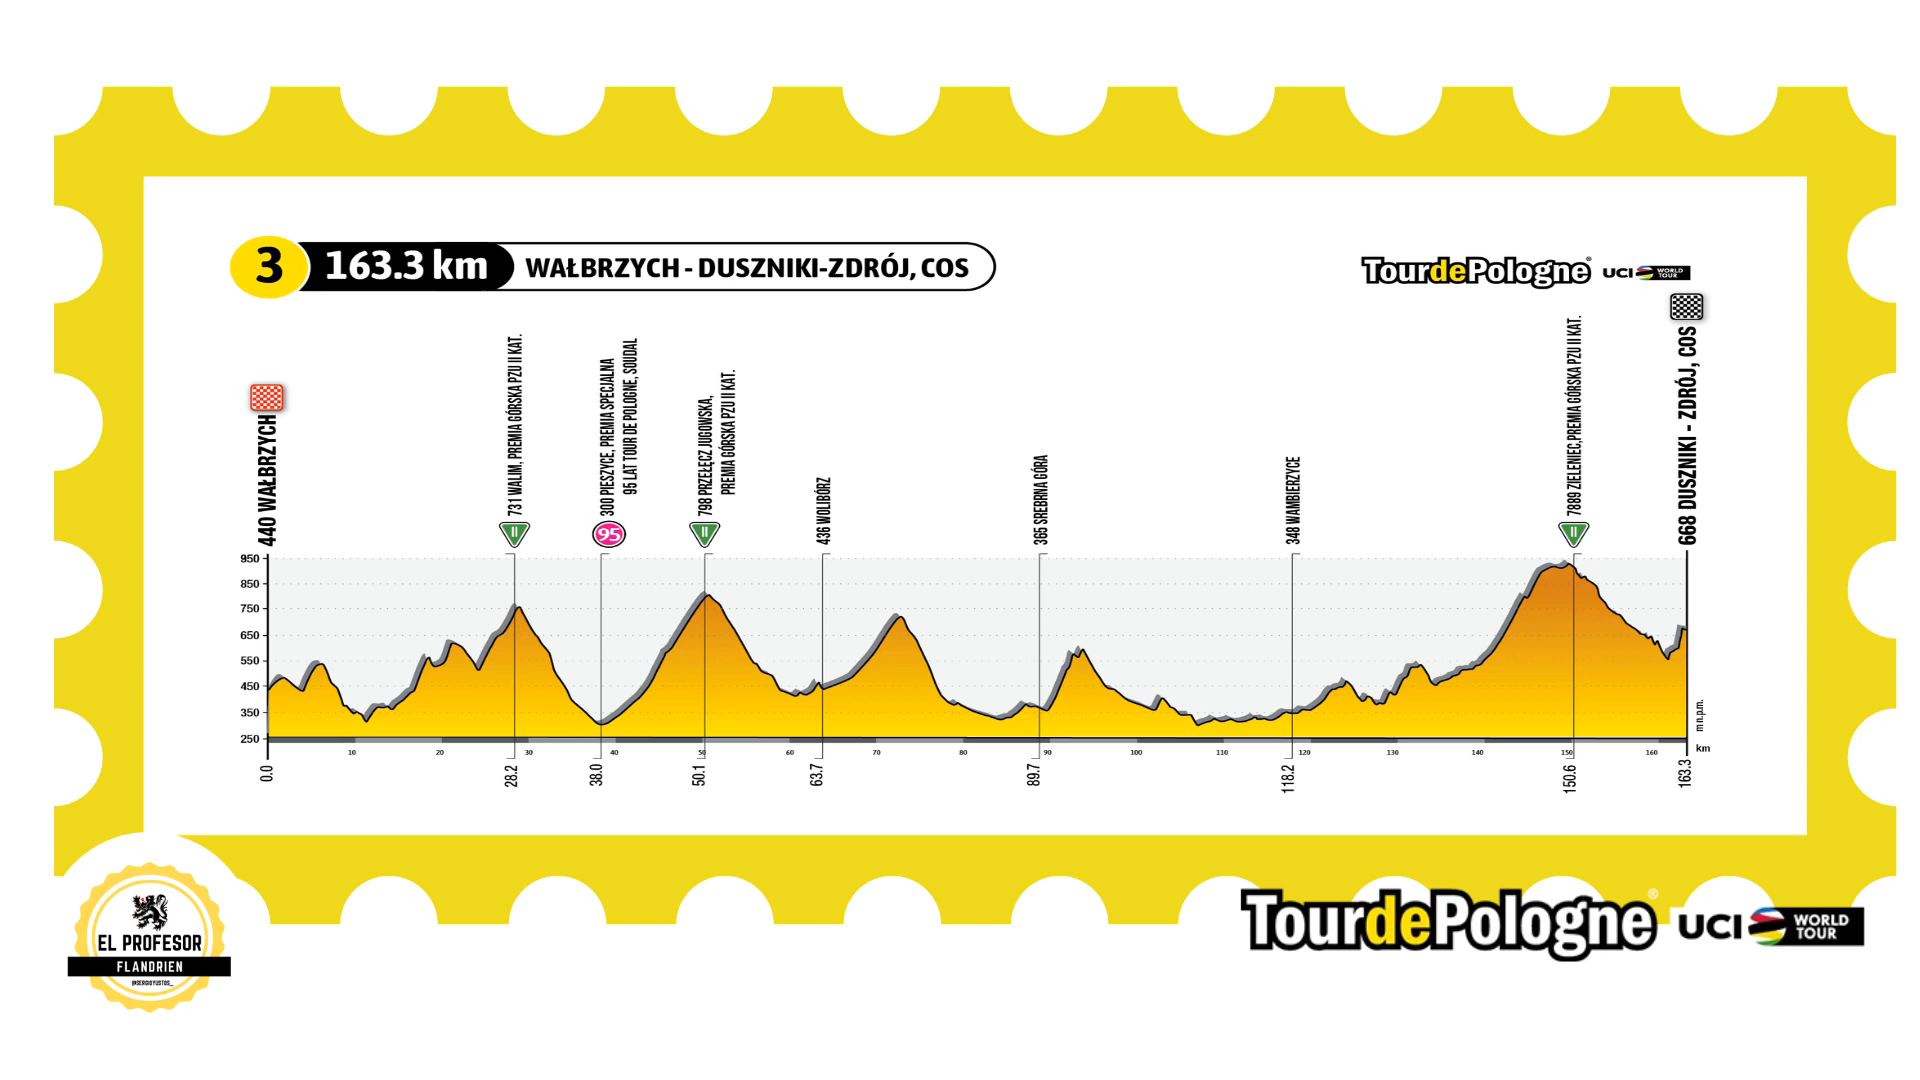 3 163.3 km WAŁBRZYCH - DUSZNIKI-ZDRÓJ, COS
TourdePologne® UCI WORLD TOUR
440 WAŁBRZYCH
731 WALIM, PREMIA GÓRSKA PZU II KAT.
II
300 PIESZYCE, PREMIA SPECJALNA
95 LAT TOUR DE POLOGNE, SOUDAL
95
798 PRZEŁĘCZ JUGOWSKA,
PREMIA GÓRSKA PZU II KAT.
II
436 WOLIBÓRZ
365 SREBRNA GÓRA
348 WAMBIERZYCE
7889 ZIELENIEC,PREMIA GÓRSKA PZU II KAT.
II
668 DUSZNIKI - ZDRÓJ, COS
950
850
750
650
550
450
350
250
m n.p.m.
10 20 30 40 50 60 70 80 90 100 110 120 130 140 150 160 km
0.0 28.2 38.0 50.1 63.7 89.7 118.2 150.6 163.3
EL PROFESOR
FLANDRIEN
@SERGIOYUSTOS_
TourdePologne® UCI WORLD TOUR